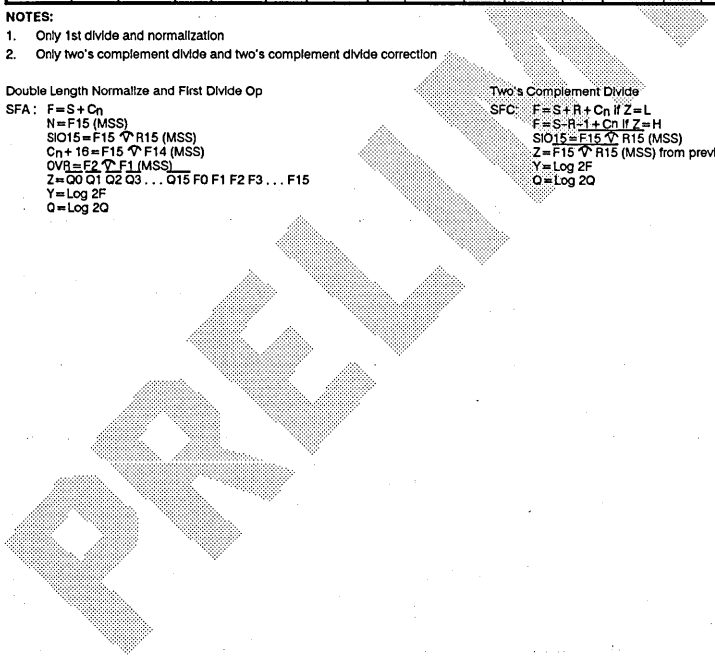 NOTES:
1. Only 1st divide and normalization
2. Only two's complement divide and two's complement divide correction
Double Length Normalize and First Divide Op
SFA: F=S+Cn
N=F15 (MSS)
SIO15=F15 ∀ R15 (MSS)
Cn+16=F15 ∀ F14 (MSS)
OVR=F2 ∀ F1 (MSS)
Z=Q0 Q1 Q2 Q3 . . . Q15 F0 F1 F2 F3 . . . F15
Y=Log 2F
Q=Log 2Q
Two's Complement Divide
SFC: F=S+R+Cn if Z=L
F=S-R-1+Cn if Z=H
SIO15=F15 ∀ R15 (MSS)
Z=F15 ∀ R15 (MSS) from previ
Y=Log 2F
Q=Log 2Q
PRELIM